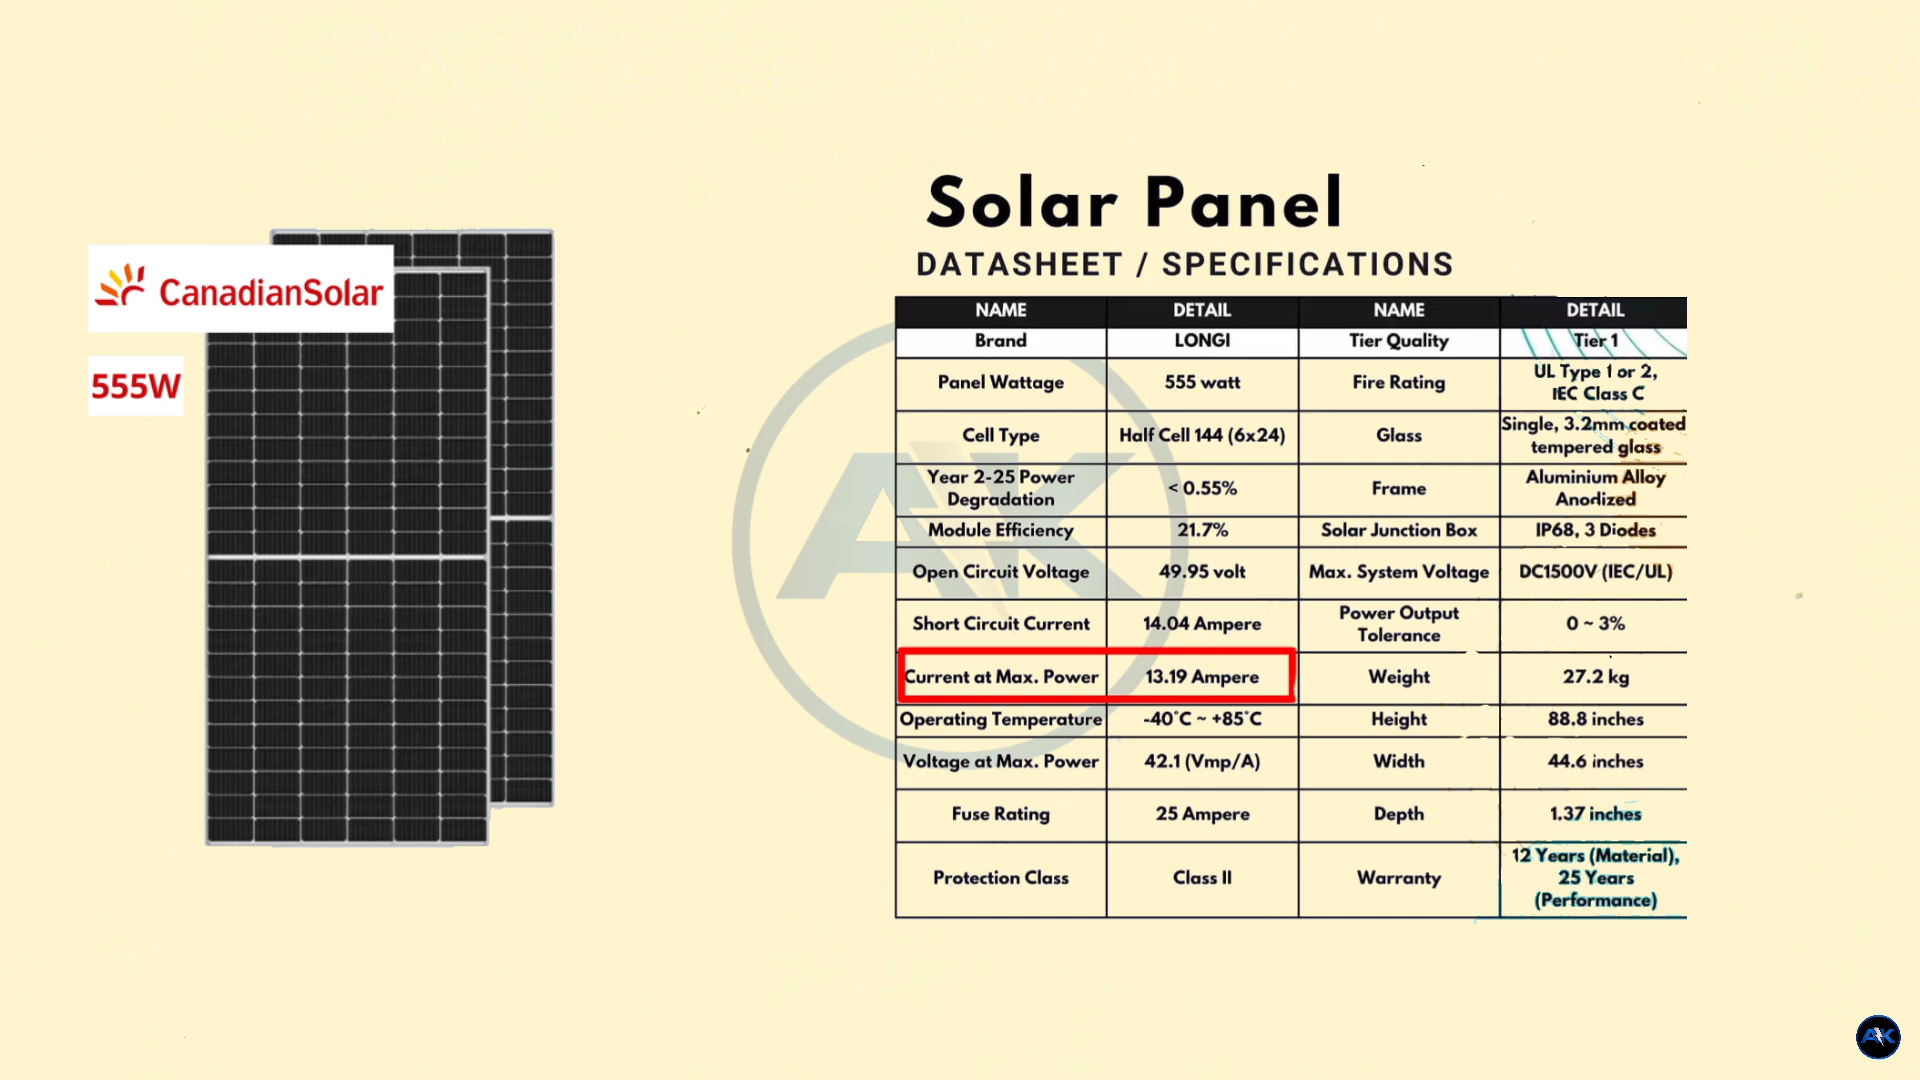 CanadianSolar
555W
Solar Panel
DATASHEET / SPECIFICATIONS
NAME DETAIL NAME DETAIL
Brand LONGI Tier Quality Tier 1
Panel Wattage 555 watt Fire Rating UL Type 1 or 2,
IEC Class C
Cell Type Half Cell 144 (6x24) Glass Single, 3.2mm coated
tempered glass
Year 2-25 Power
Degradation < 0.55% Frame Aluminium Alloy
Anodized
Module Efficiency 21.7% Solar Junction Box IP68, 3 Diodes
Open Circuit Voltage 49.95 volt Max. System Voltage DC1500V (IEC/UL)
Short Circuit Current 14.04 Ampere Power Output
Tolerance 0 ~ 3%
Current at Max. Power 13.19 Ampere Weight 27.2 kg
Operating Temperature -40°C ~ +85°C Height 88.8 inches
Voltage at Max. Power 42.1 (Vmp/A) Width 44.6 inches
Fuse Rating 25 Ampere Depth 1.37 inches
Protection Class Class II Warranty 12 Years (Material),
25 Years
(Performance)
AK
AK